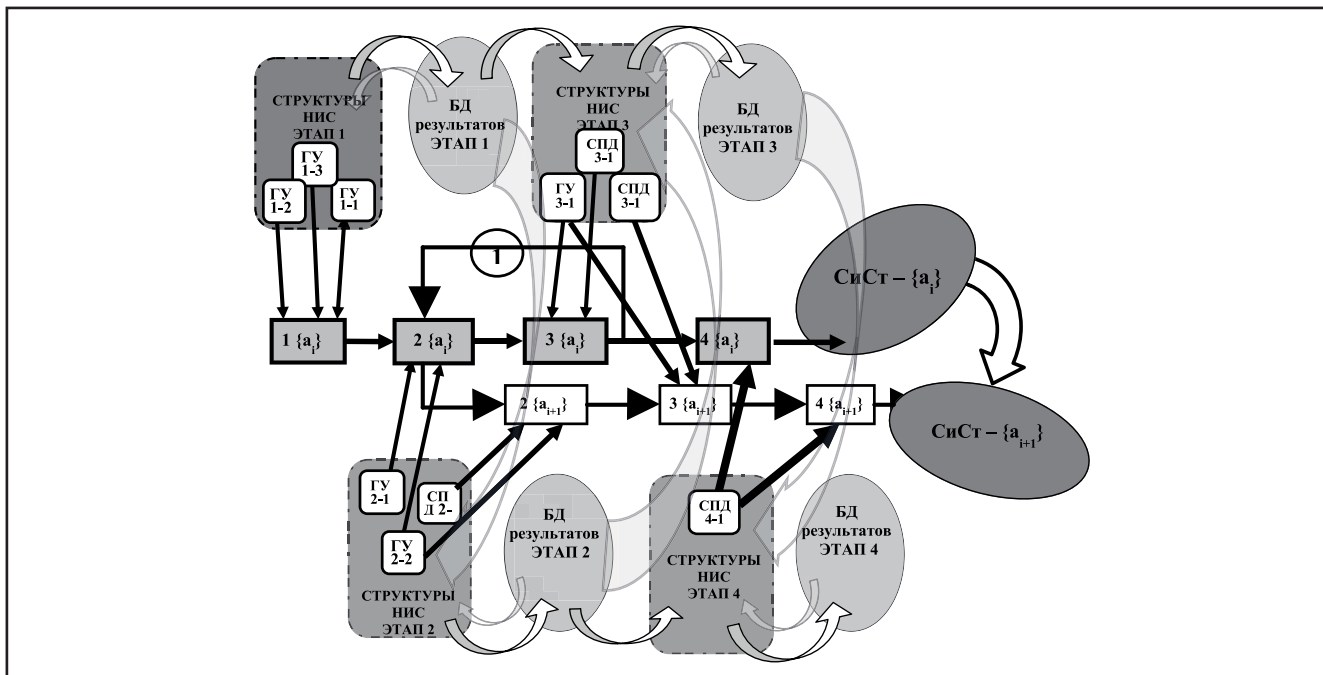 СТРУКТУРЫ
НИС
ЭТАП 1
ГУ
1-3
ГУ
1-2
ГУ
1-1
БД
результатов
ЭТАП 1
СТРУКТУРЫ
НИС
ЭТАП 3
СПД
3-1
ГУ
3-1
СПД
3-1
БД
результатов
ЭТАП 3
1
СиСт – {a_i}
1 {a_i}
2 {a_i}
3 {a_i}
4 {a_i}
2 {a_{i+1}}
3 {a_{i+1}}
4 {a_{i+1}}
СиСт – {a_{i+1}}
ГУ
2-1
СП
Д 2-
ГУ
2-2
СТРУКТУРЫ
НИС
ЭТАП 2
БД
результатов
ЭТАП 2
СПД
4-1
СТРУКТУРЫ
НИС
ЭТАП 4
БД
результатов
ЭТАП 4